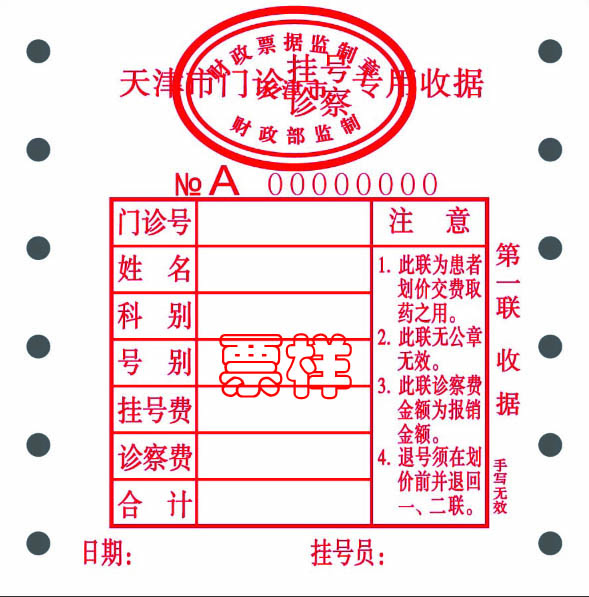 财政票据监制章
天津市门诊挂号诊察专用收据
天津市
财政部监制
№ A 00000000
门诊号
注 意
姓 名
科 别
号 别
挂号费
诊察费
合 计
1. 此联为患者
划价交费取
药之用。
2. 此联无公章
无效。
3. 此联诊察费
金额为报销
金额。
4. 退号须在划
价前并退回
一、二联。
票样
第一联 收据
手写无效
日期:
挂号员: